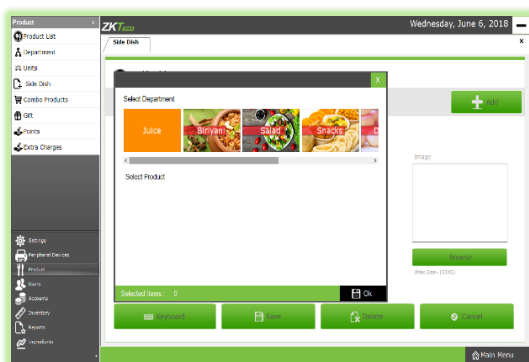 Product
ZKTECO
Wednesday, June 6, 2018
Product List
Department
Units
Side Dish
Combo Products
Gift
Points
Extra Charges
Settings
Peripheral Devices
Product
Users
Accounts
Inventory
Reports
Ingredients
Side Dish
x
Add
X
Select Department
Juice
Biriyani
Salad
Snacks
D
Select Product
Selected Items: 0
Ok
Image
Browse
Keyboard
Save
Delete
Cancel
Main Menu